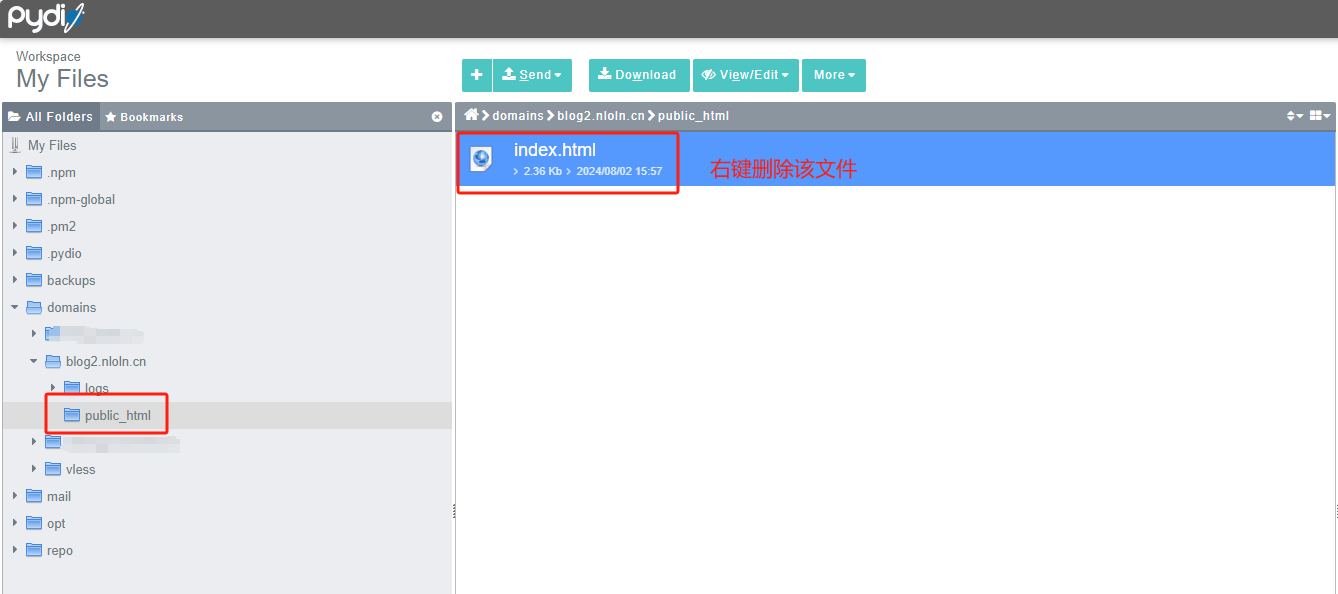 pydio
Workspace
My Files
+ Send Download View/Edit More
All Folders Bookmarks
domains blog2.nloln.cn public_html
My Files
.npm
.npm-global
.pm2
.pydio
backups
domains
blog2.nloln.cn
logs
public_html
vless
mail
opt
repo
index.html
2.36 Kb 2024/08/02 15:57
右键删除该文件